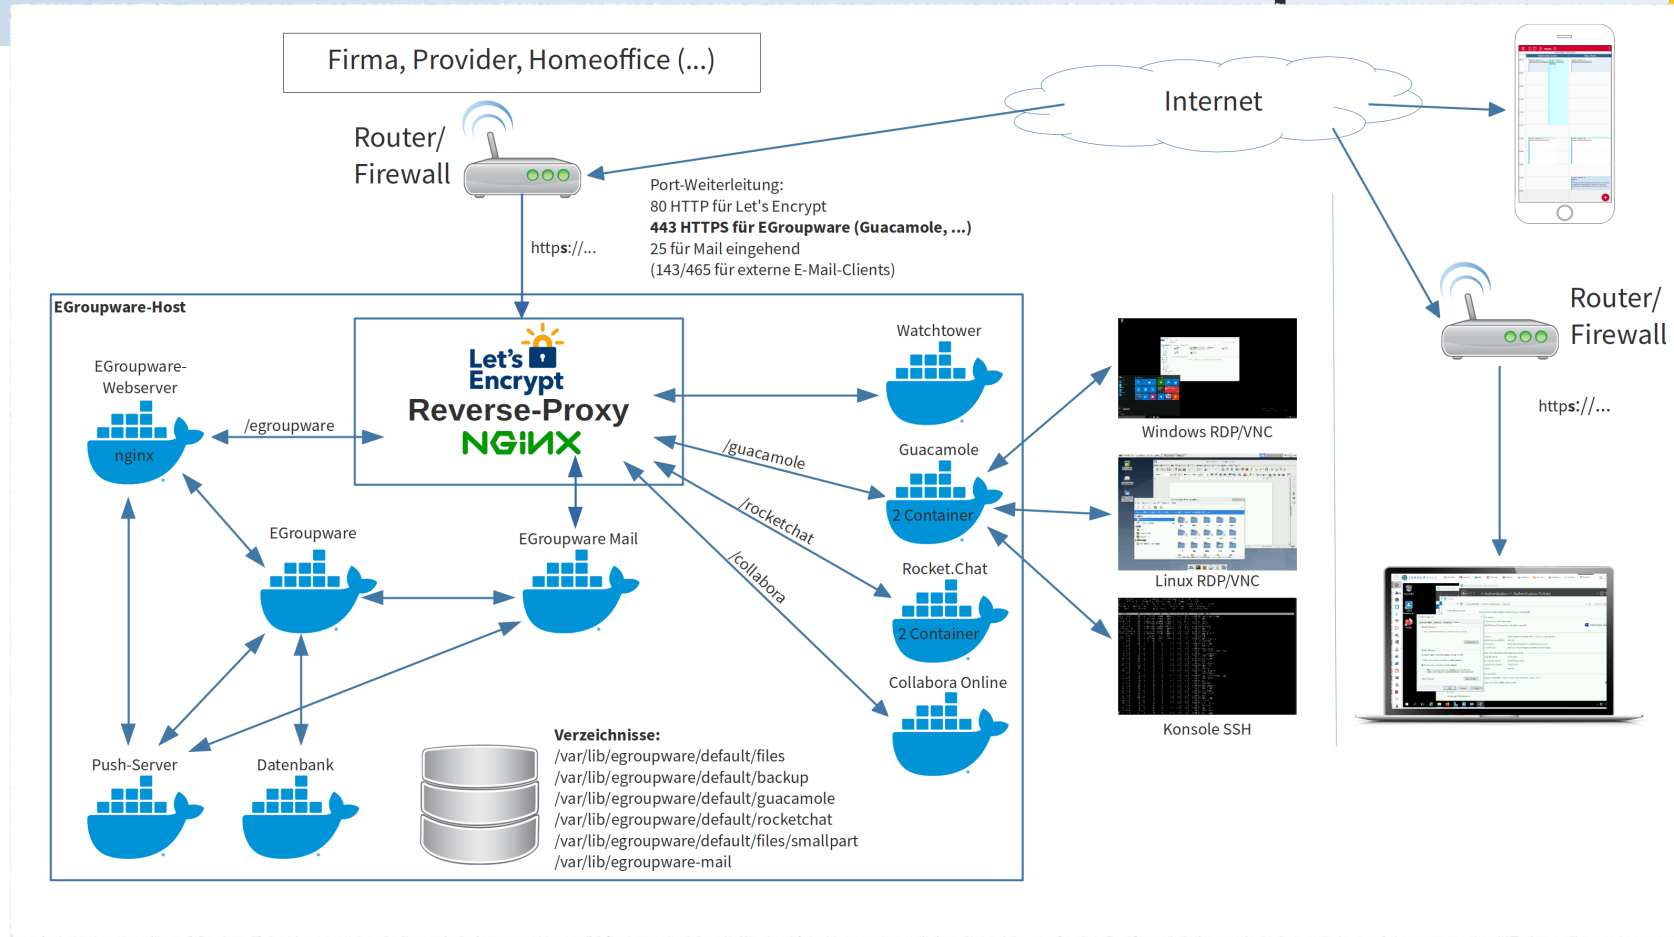 Firma, Provider, Homeoffice (...)
Internet
Router/
Firewall
Port-Weiterleitung:
80 HTTP für Let's Encrypt
443 HTTPS für EGroupware (Guacamole, ...)
25 für Mail eingehend
(143/465 für externe E-Mail-Clients)
https://...
Router/
Firewall
https://...
EGroupware-Host
Let's
Encrypt
Reverse-Proxy
NGiNX
EGroupware-
Webserver
nginx
/egroupware
Watchtower
/guacamole
Guacamole
2 Container
/rocketchat
Rocket.Chat
2 Container
/collabora
Collabora Online
EGroupware
EGroupware Mail
Push-Server
Datenbank
Verzeichnisse:
/var/lib/egroupware/default/files
/var/lib/egroupware/default/backup
/var/lib/egroupware/default/guacamole
/var/lib/egroupware/default/rocketchat
/var/lib/egroupware/default/files/smallpart
/var/lib/egroupware-mail
Windows RDP/VNC
Linux RDP/VNC
Konsole SSH